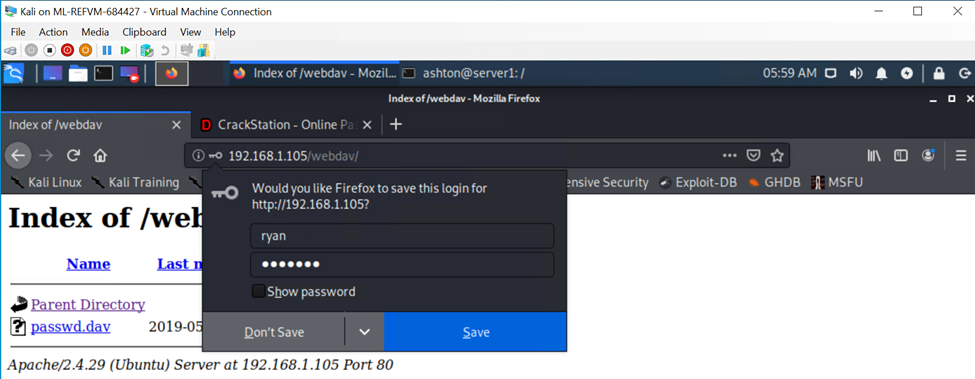 Kali on ML-REFVM-684427 - Virtual Machine Connection
File Action Media Clipboard View Help
Index of /webdav - Mozil... ashton@server1: / 05:59 AM
Index of /webdav - Mozilla Firefox
Index of /webdav CrackStation - Online Pa
192.168.1.105/webdav/
Kali Linux Kali Training ensive Security Exploit-DB GHDB MSFU
Would you like Firefox to save this login for
http://192.168.1.105?
Index of /we
ryan
Name Last m
•••••••
Show password
Parent Directory
passwd.dav 2019-05
Don't Save Save
Apache/2.4.29 (Ubuntu) Server at 192.168.1.105 Port 80